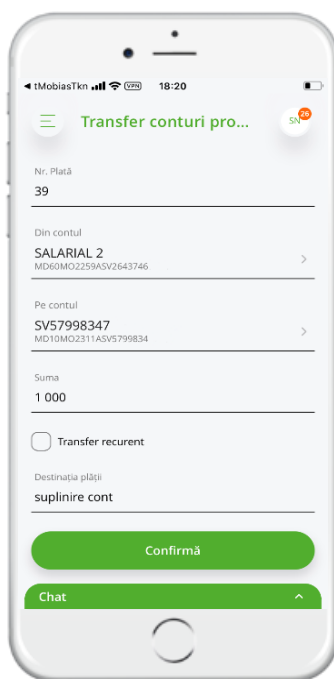 tMobiasTkn VPN 18:20
Transfer conturi pro...
SN 26
Nr. Plată
39
Din contul
SALARIAL 2
MD60MO2259ASV2643746
Pe contul
SV57998347
MD10MO2311ASV5799834
Suma
1 000
Transfer recurent
Destinația plății
suplinire cont
Confirmă
Chat